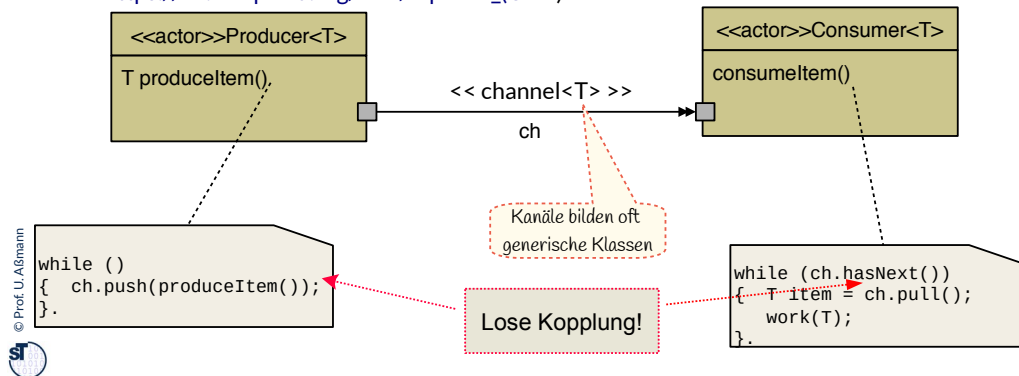 <<actor>>Producer<T>
T produceItem()
<< channel<T> >>
ch
<<actor>>Consumer<T>
consumeItem()
Kanäle bilden oft
generische Klassen
while ()
{  ch.push(produceItem());
}.
Lose Kopplung!
while (ch.hasNext())
{  T item = ch.pull();
work(T);
}.
© Prof. U. Aßmann
ST